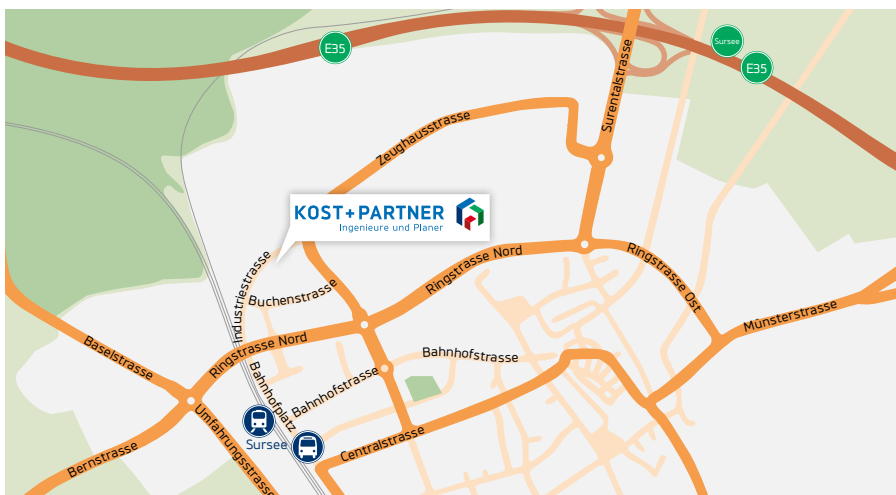 E35
Sursee
E35
Surentalstrasse
Zeughausstrasse
KOST+PARTNER
Ingenieure und Planer
Industriestrasse
Buchenstrasse
Ringstrasse Nord
Ringstrasse Ost
Münsterstrasse
Baselstrasse
Ringstrasse Nord
Bahnhofstrasse
Bahnhofplatz
Bahnhofstrasse
Umfahrungsstrasse
Sursee
Centralstrasse
Bernstrasse